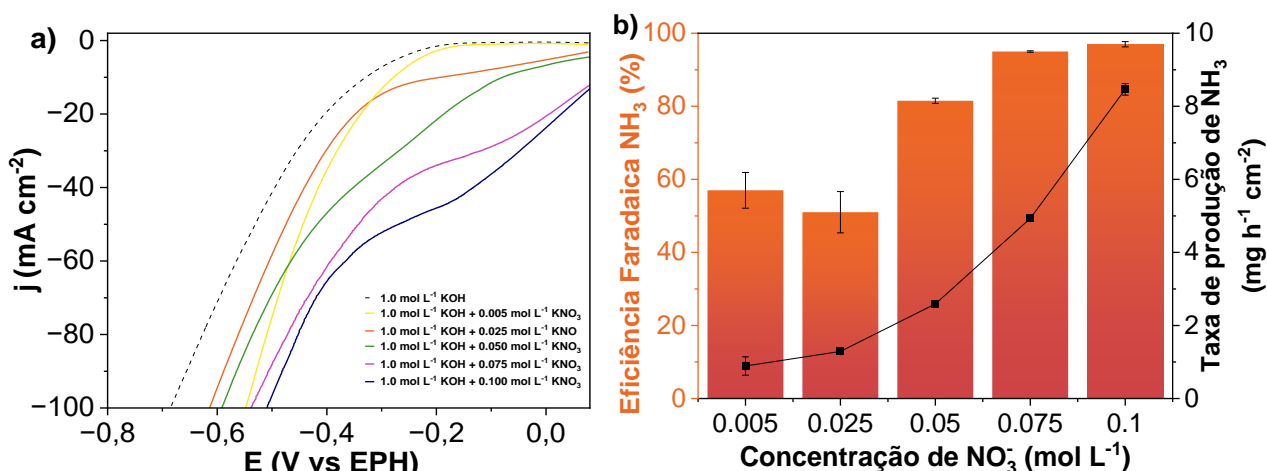 a)
0
−20
−40
−60
−80
−100
j (mA cm⁻²)
1.0 mol L⁻¹ KOH
1.0 mol L⁻¹ KOH + 0.005 mol L⁻¹ KNO₃
1.0 mol L⁻¹ KOH + 0.025 mol L⁻¹ KNO
1.0 mol L⁻¹ KOH + 0.050 mol L⁻¹ KNO₃
1.0 mol L⁻¹ KOH + 0.075 mol L⁻¹ KNO₃
1.0 mol L⁻¹ KOH + 0.100 mol L⁻¹ KNO₃
−0,8 −0,6 −0,4 −0,2 0,0
E (V vs EPH)
b)
100
80
60
40
20
0
Eficiência Faradaica NH₃ (%)
10
8
6
4
2
0
Taxa de produção de NH₃
(mg h⁻¹ cm⁻²)
0.005 0.025 0.05 0.075 0.1
Concentração de NO₃⁻ (mol L⁻¹)